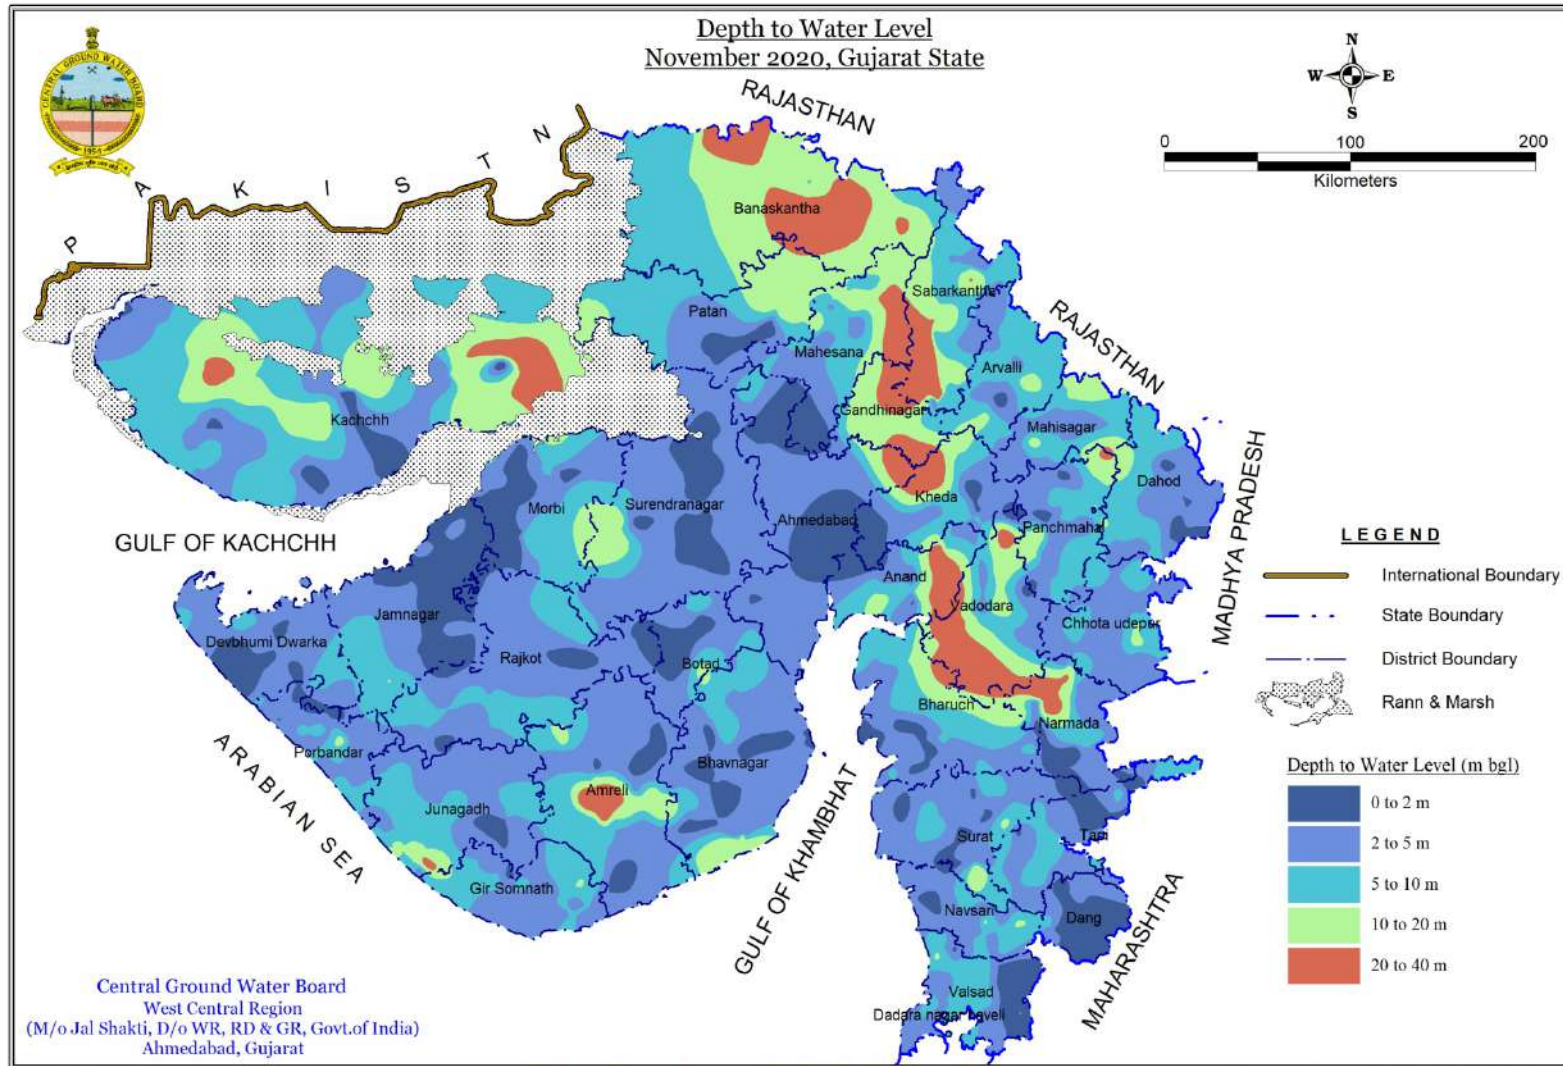 Depth to Water Level
November 2020, Gujarat State
CENTRAL GROUND WATER BOARD
N
W E
S
0 100 200
Kilometers
RAJASTHAN
P A K I S T N
Banaskantha
Sabarkantha
RAJASTHAN
Patan
Mahesana
Arvalli
Gandhinagar
Kachchh
Mahisagar
MADHYA PRADESH
Dahod
Kheda
Morbi
Surendranagar
Ahmedabad
Panchmahal
GULF OF KACHCHH
Anand
Vadodara
Jamnagar
Chhota udepur
Devbhumi Dwarka
Rajkot
Botad
Bharuch
Narmada
Porbandar
Bhavnagar
ARABIAN SEA
Amreli
Junagadh
Surat
Tapi
GULF OF KHAMBHAT
Gir Somnath
Navsari
Dang
MAHARASHTRA
Valsad
Dadara nagar haveli
LEGEND
International Boundary
State Boundary
District Boundary
Rann & Marsh
Depth to Water Level (m bgl)
0 to 2 m
2 to 5 m
5 to 10 m
10 to 20 m
20 to 40 m
Central Ground Water Board
West Central Region
(M/o Jal Shakti, D/o WR, RD & GR, Govt.of India)
Ahmedabad, Gujarat